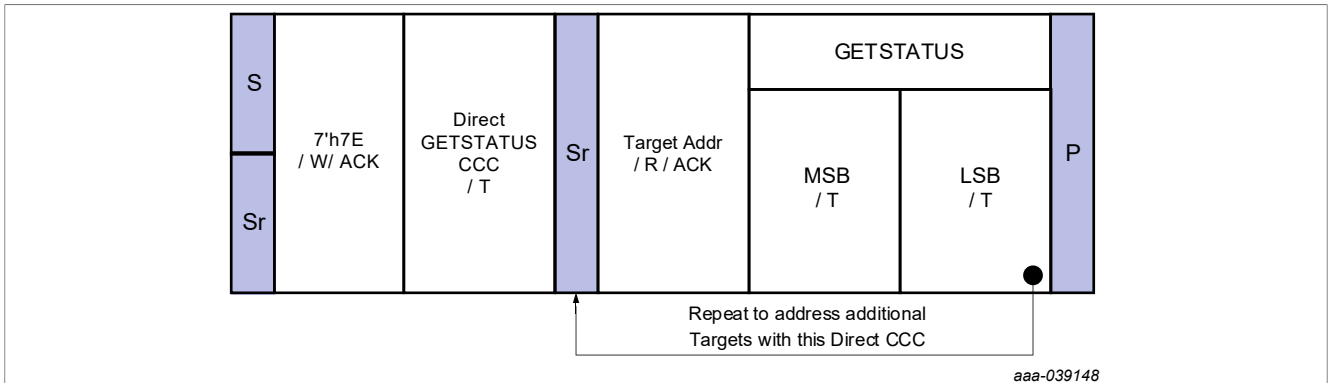 S
Sr
7'h7E
/ W/ ACK
Direct
GETSTATUS
CCC
/ T
Sr
Target Addr
/ R / ACK
GETSTATUS
MSB
/ T
LSB
/ T
P
Repeat to address additional
Targets with this Direct CCC
aaa-039148